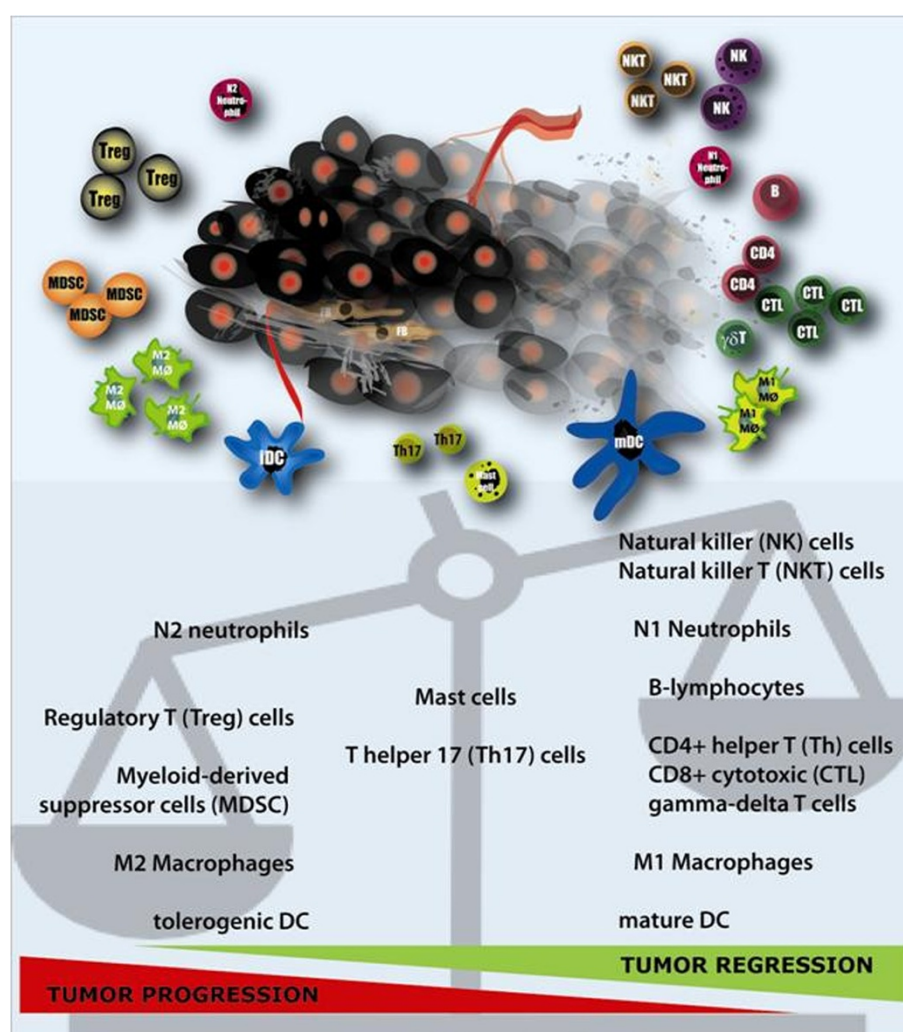 N2
Neutro-
phil
NKT
NKT
NKT
NK
NK
Treg
Treg
Treg
N1
Neutro-
phil
B
CD4
CD4
MDSC
MDSC
MDSC
CTL
CTL
CTL
CTL
γδT
FB
M2
MØ
M2
MØ
M2
MØ
M1
MØ
M1
MØ
iDC
Th17
Th17
Mast
cell
mDC
Natural killer (NK) cells
Natural killer T (NKT) cells
N2 neutrophils
N1 Neutrophils
Mast cells
B-lymphocytes
Regulatory T (Treg) cells
T helper 17 (Th17) cells
CD4+ helper T (Th) cells
CD8+ cytotoxic (CTL)
gamma-delta T cells
Myeloid-derived
suppressor cells (MDSC)
M2 Macrophages
M1 Macrophages
tolerogenic DC
mature DC
TUMOR REGRESSION
TUMOR PROGRESSION